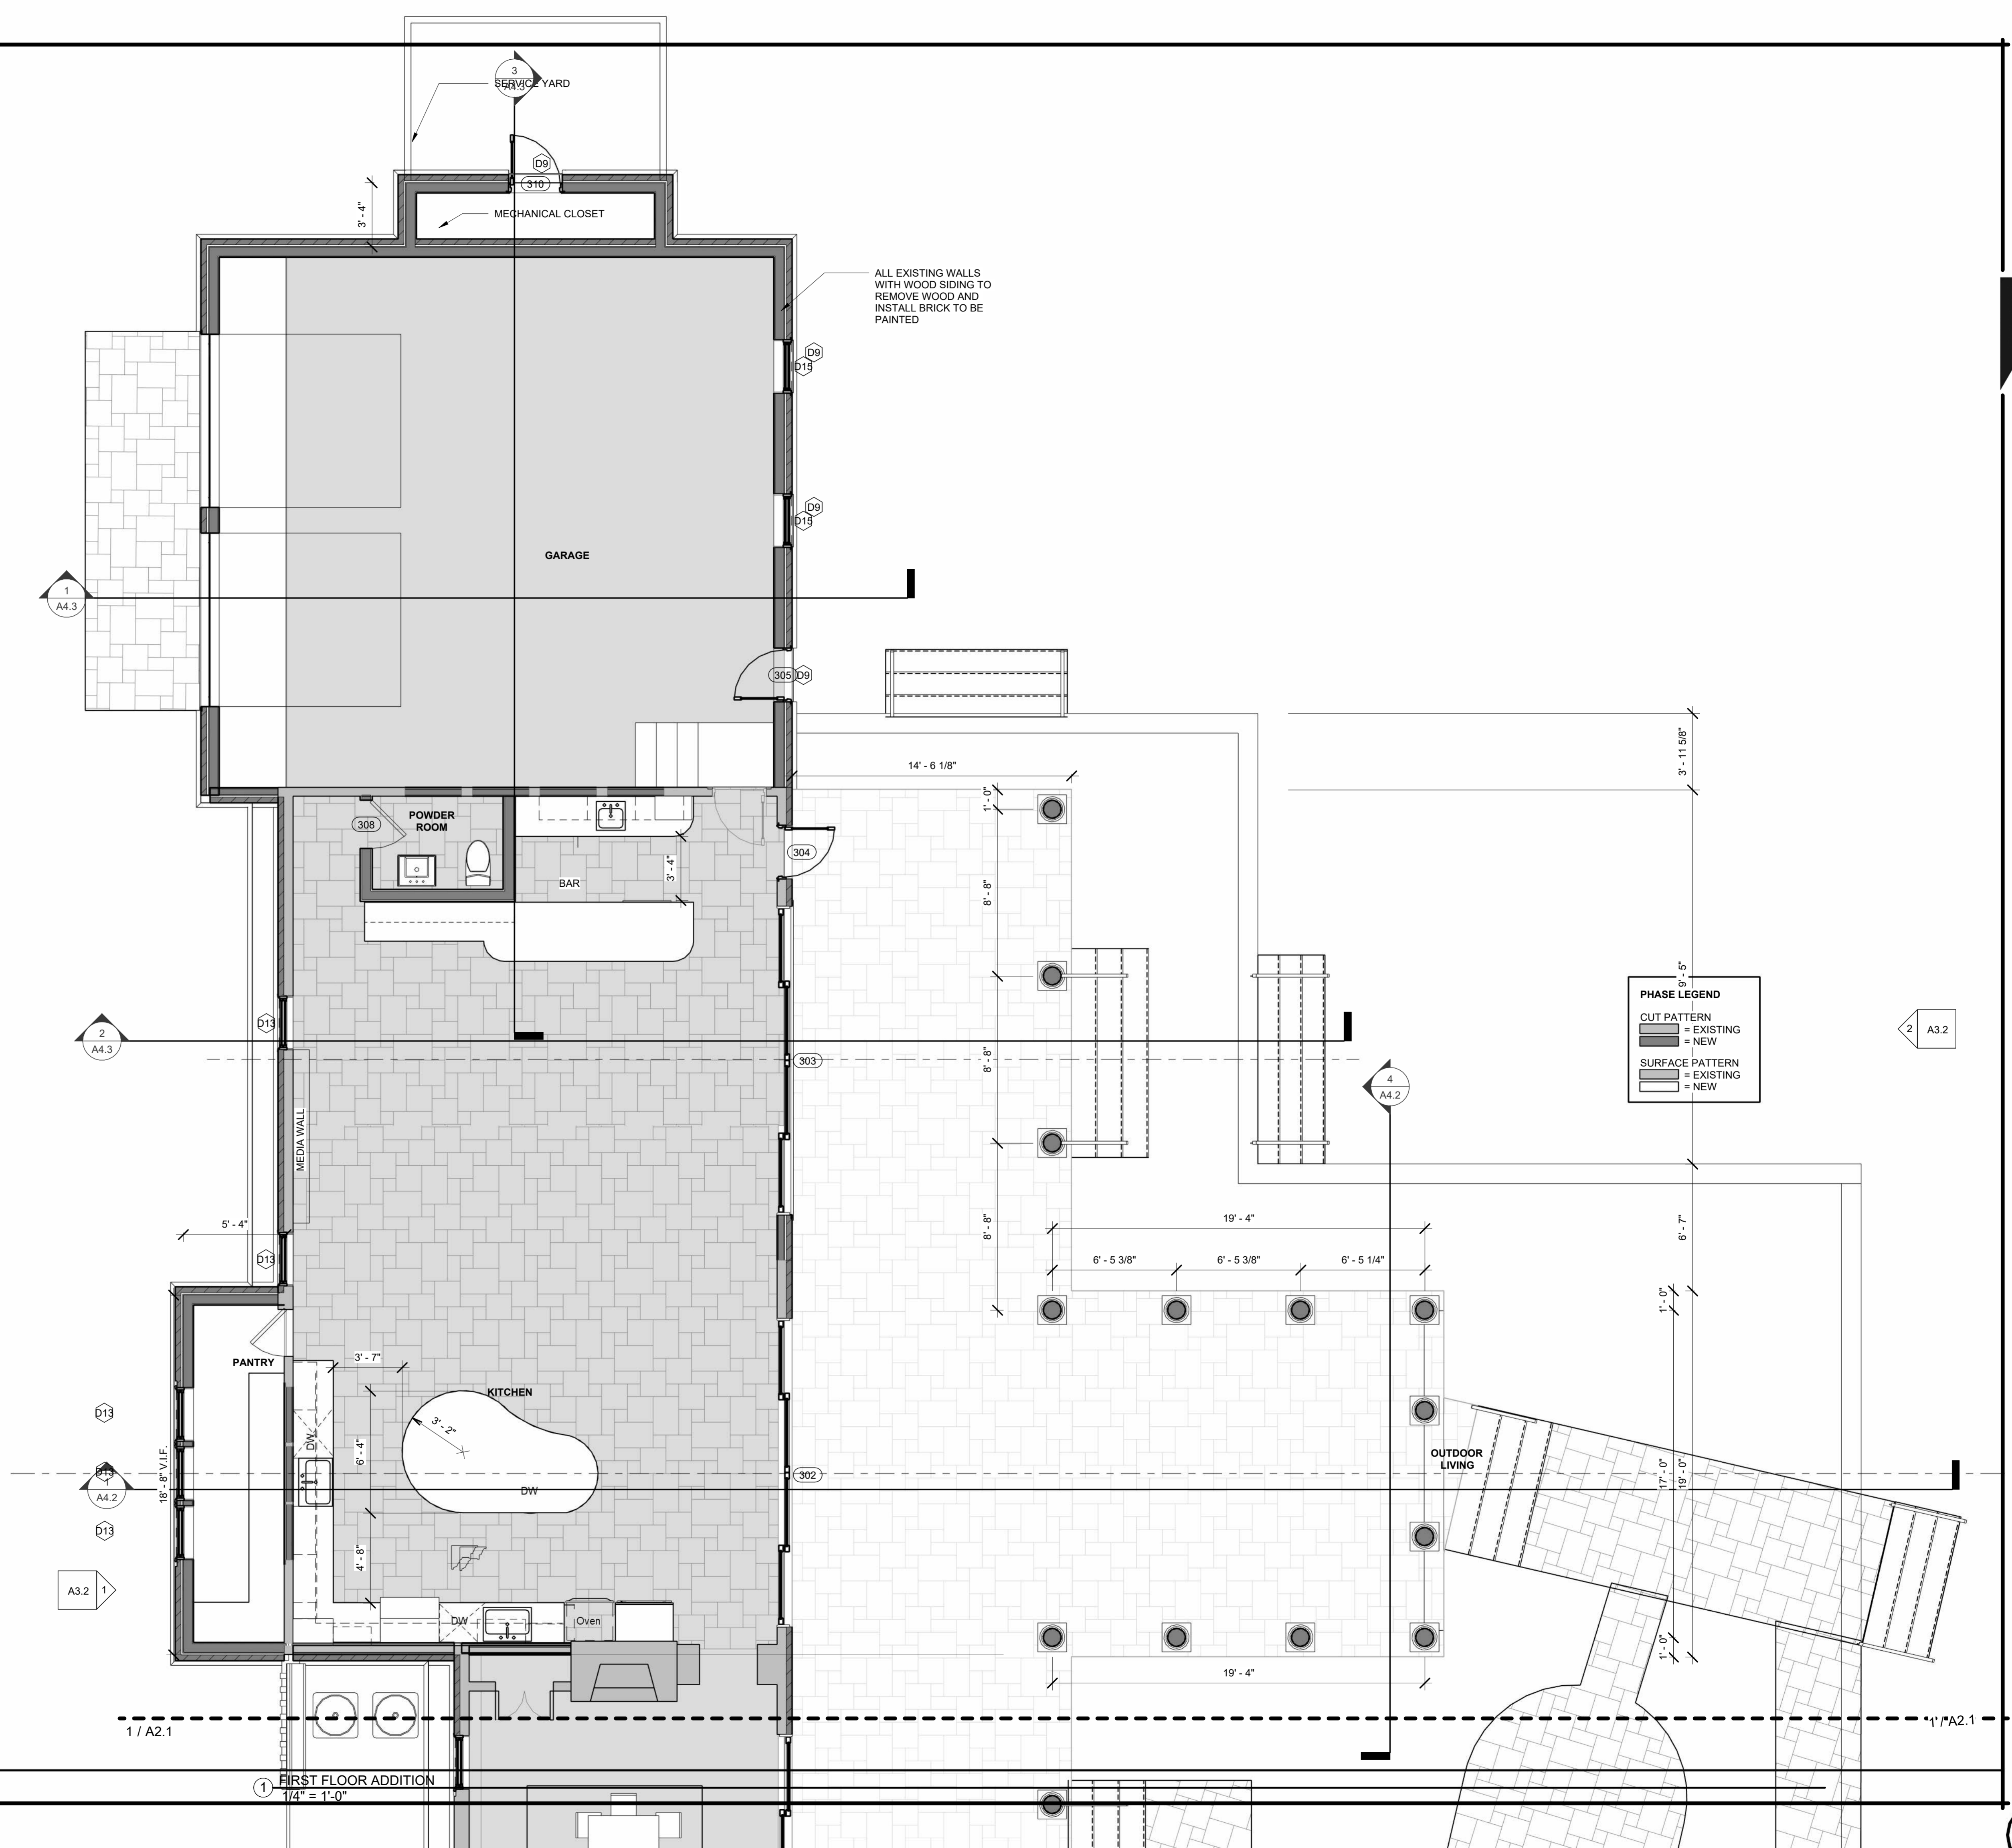 3
A4.3
SERVICE YARD
D9
310
3' - 4"
MECHANICAL CLOSET
ALL EXISTING WALLS
WITH WOOD SIDING TO
REMOVE WOOD AND
INSTALL BRICK TO BE
PAINTED
D9
D15
D9
D15
GARAGE
1
A4.3
305
D9
3' - 11 5/8"
14' - 6 1/8"
1' - 0"
POWDER
ROOM
308
304
3' - 4"
BAR
8' - 8"
9' - 5"
PHASE LEGEND
CUT PATTERN
= EXISTING
= NEW
SURFACE PATTERN
= EXISTING
= NEW
2
A3.2
D13
2
A4.3
303
8' - 8"
4
A4.2
MEDIA WALL
5' - 4"
D13
8' - 8"
19' - 4"
6' - 7"
6' - 5 3/8"
6' - 5 3/8"
6' - 5 1/4"
1' - 0"
PANTRY
3' - 7"
KITCHEN
D13
3' - 2"
DW
6' - 4"
OUTDOOR
LIVING
D13
1
A4.2
18' - 8" V.I.F.
DW
302
17' - 0"
19' - 0"
D13
4' - 8"
A3.2
1
DW
Oven
1' - 0"
19' - 4"
1 / A2.1
1 / A2.1
1
FIRST FLOOR ADDITION
1/4" = 1'-0"